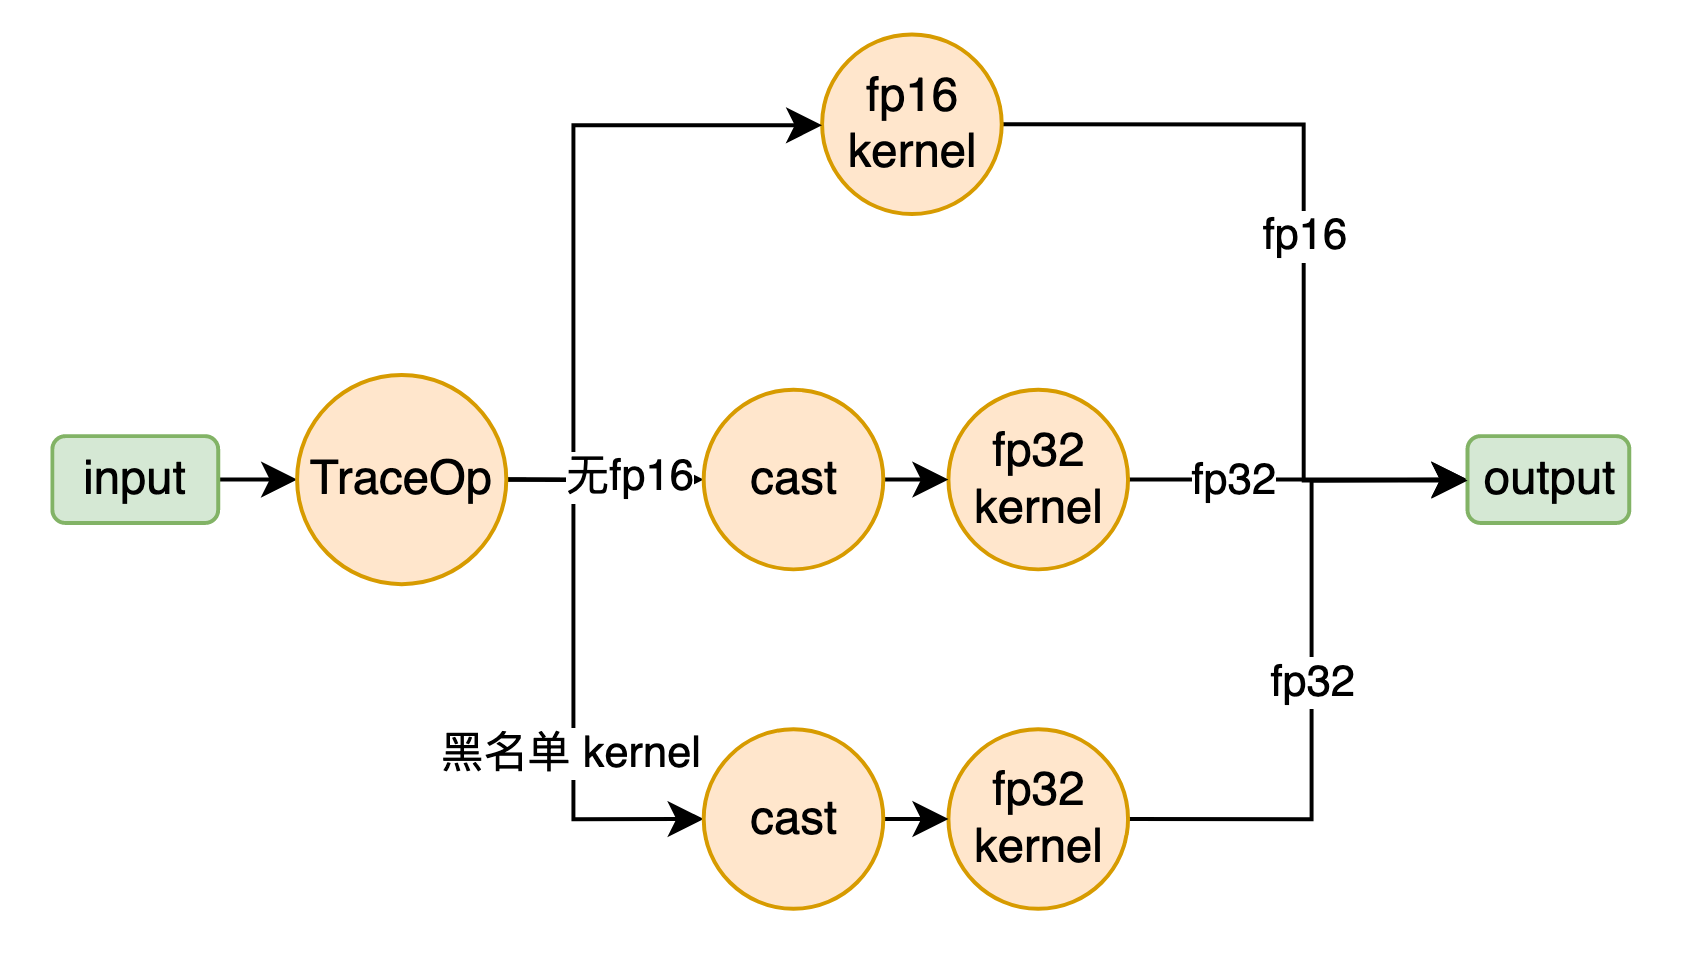 fp16
kernel
fp16
input
TraceOp
无fp16
cast
fp32
kernel
fp32
output
fp32
黑名单 kernel
cast
fp32
kernel